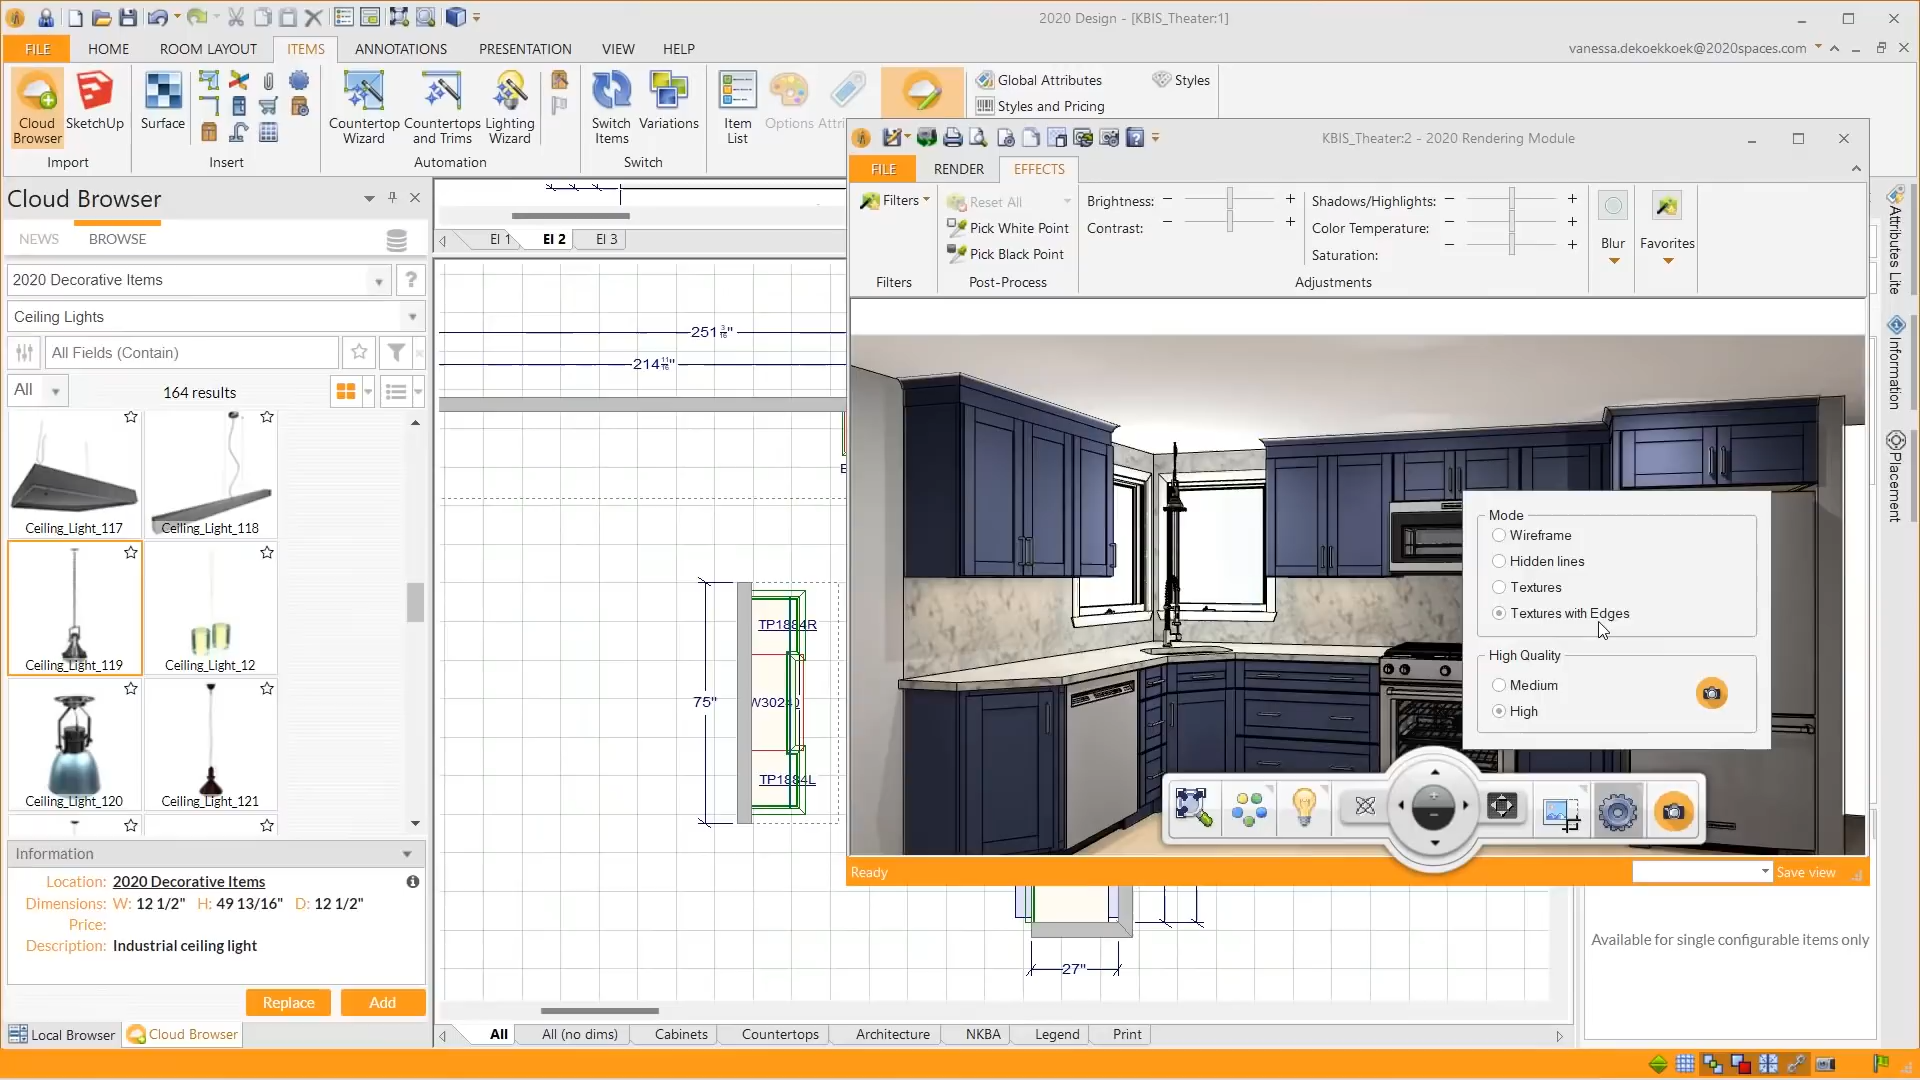 2020 Design - [KBIS_Theater:1]
FILE
HOME
ROOM LAYOUT
ITEMS
ANNOTATIONS
PRESENTATION
VIEW
HELP
vanessa.dekoekkoek@2020spaces.com
Cloud Browser
SketchUp
Import
Surface
Insert
Countertop Wizard
Countertops and Trims
Lighting Wizard
Automation
Switch Items
Variations
Switch
Item List
Options
Global Attributes
Styles and Pricing
Styles
KBIS_Theater:2 - 2020 Rendering Module
FILE
RENDER
EFFECTS
Filters
Filters
Reset All
Pick White Point
Pick Black Point
Post-Process
Brightness:
Contrast:
Shadows/Highlights:
Color Temperature:
Saturation:
Adjustments
Blur
Favorites
Cloud Browser
NEWS
BROWSE
2020 Decorative Items
?
Ceiling Lights
All Fields (Contain)
All
164 results
Ceiling_Light_117
Ceiling_Light_118
Ceiling_Light_119
Ceiling_Light_12
Ceiling_Light_120
Ceiling_Light_121
Information
Location: 2020 Decorative Items
Dimensions: W: 12 1/2" H: 49 13/16" D: 12 1/2"
Price:
Description: Industrial ceiling light
Replace
Add
Local Browser
Cloud Browser
El 1
El 2
El 3
251 3/16"
214 11/16"
TP1884R
75"
TP1884L
27"
Mode
Wireframe
Hidden lines
Textures
Textures with Edges
High Quality
Medium
High
Ready
Save view
Attributes Lite
Information
Placement
Available for single configurable items only
All
All (no dims)
Cabinets
Countertops
Architecture
NKBA
Legend
Print